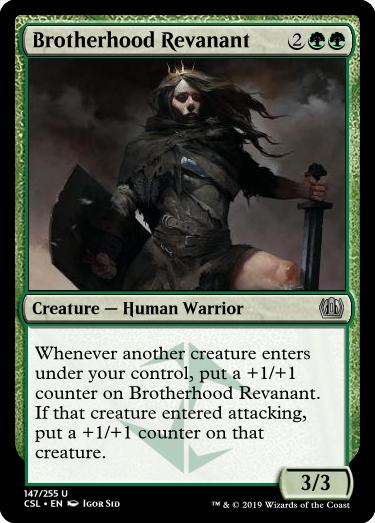 Brotherhood Revanant 2
Creature — Human Warrior
Whenever another creature enters
under your control, put a +1/+1
counter on Brotherhood Revanant.
If that creature entered attacking,
put a +1/+1 counter on that
creature.
3/3
147/255 U
CSL • EN Igor Sid
™ & © 2019 Wizards of the Coast